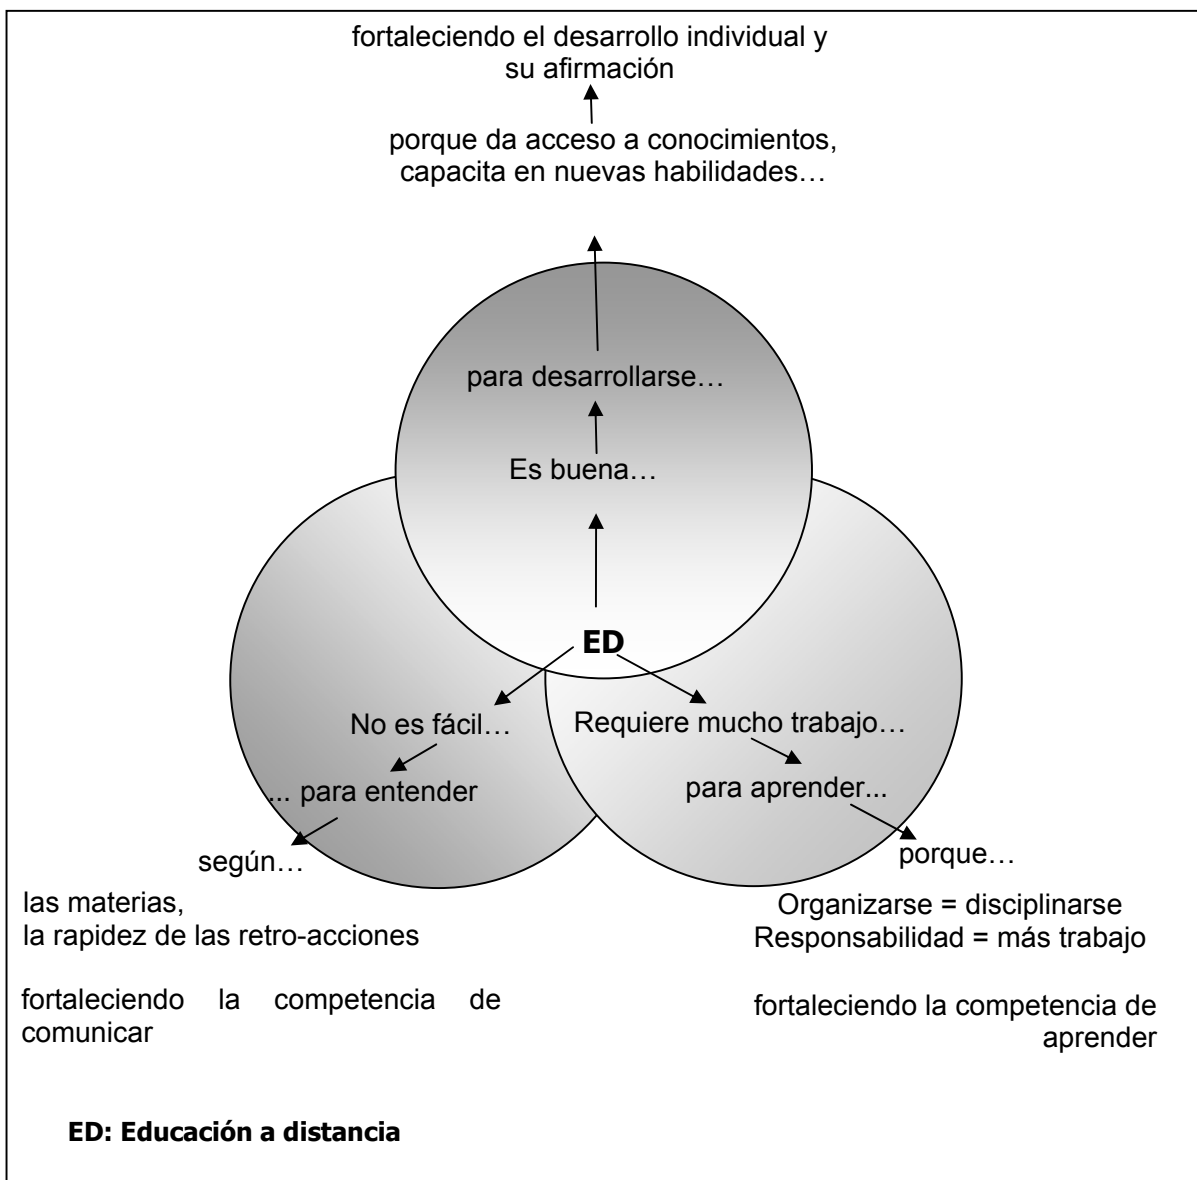 fortaleciendo el desarrollo individual y
su afirmación
porque da acceso a conocimientos,
capacita en nuevas habilidades…
para desarrollarse…
Es buena…
ED
No es fácil…
... para entender
según…
las materias,
la rapidez de las retro-acciones
fortaleciendo la competencia de
comunicar
Requiere mucho trabajo…
para aprender...
porque…
Organizarse = disciplinarse
Responsabilidad = más trabajo
fortaleciendo la competencia de
aprender
ED: Educación a distancia